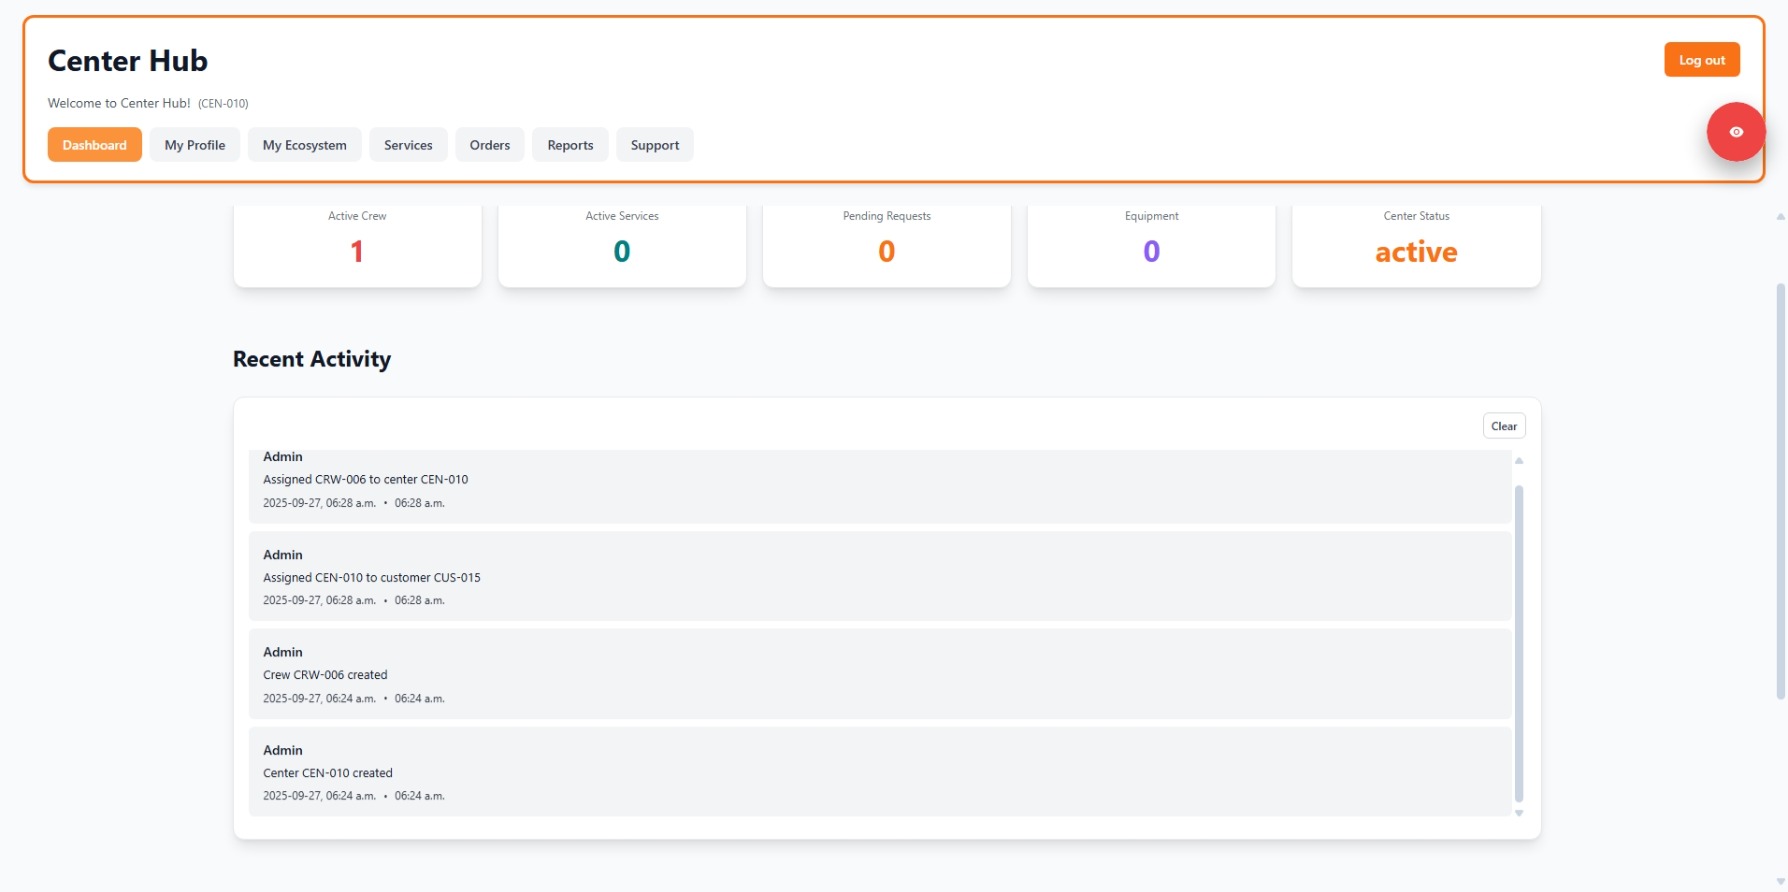 Center Hub
Log out
Welcome to Center Hub! (CEN-010)
Dashboard My Profile My Ecosystem Services Orders Reports Support
Active Crew Active Services Pending Requests Equipment Center Status
1 0 0 0 active
Recent Activity
Clear
Admin
Assigned CRW-006 to center CEN-010
2025-09-27, 06:28 a.m. • 06:28 a.m.
Admin
Assigned CEN-010 to customer CUS-015
2025-09-27, 06:28 a.m. • 06:28 a.m.
Admin
Crew CRW-006 created
2025-09-27, 06:24 a.m. • 06:24 a.m.
Admin
Center CEN-010 created
2025-09-27, 06:24 a.m. • 06:24 a.m.